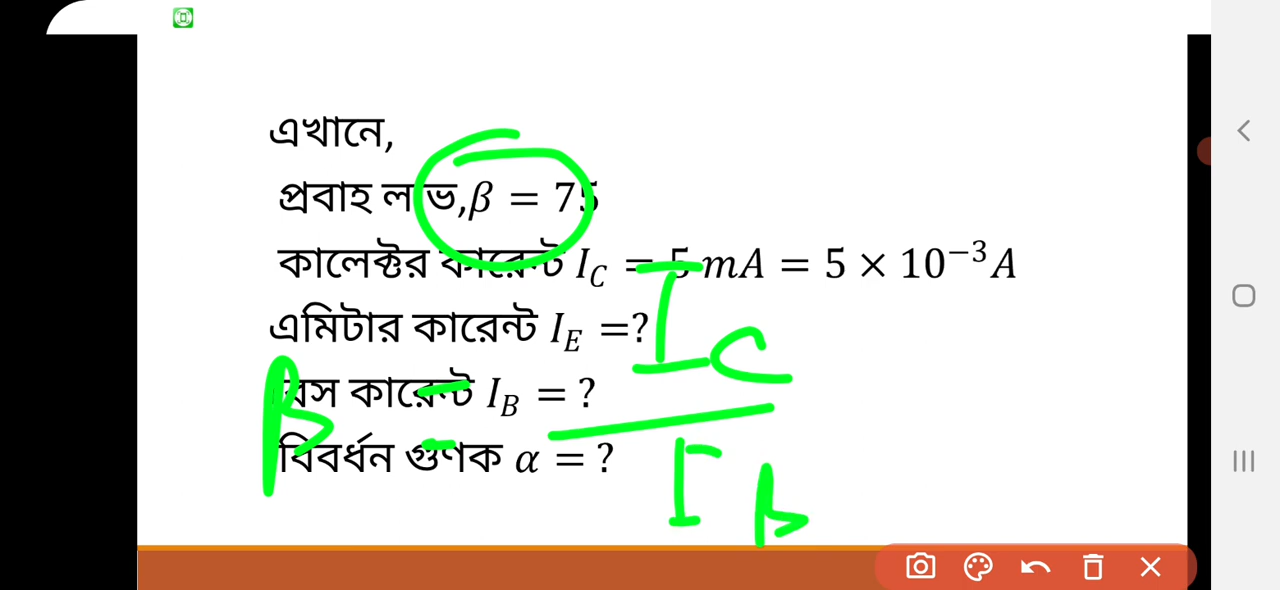 এখানে,
প্রবাহ লাভ,β = 75
কালেক্টর কারেন্ট I_C = 5 mA = 5 × 10⁻³ A
এমিটার কারেন্ট I_E =?
বেস কারেন্ট I_B = ?
বিবর্ধন গুণক α = ?
β = I_C / I_B